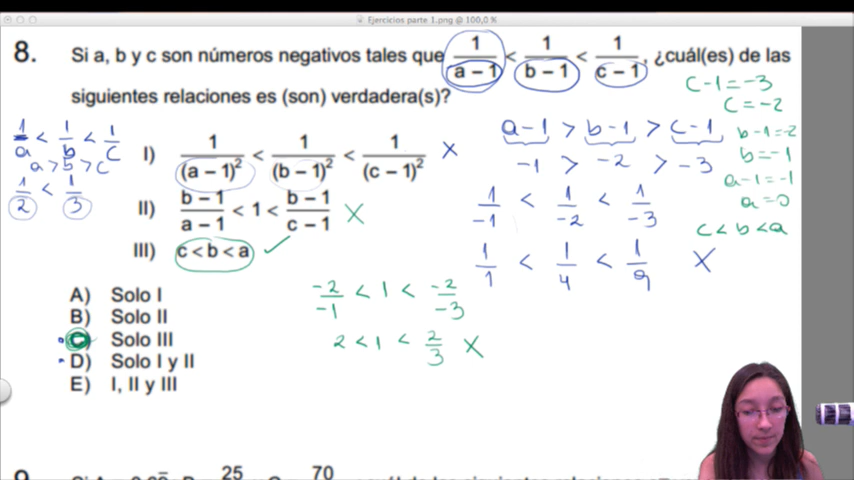 Ejercicios parte 1.png @ 100,0 %
8. Si a, b y c son números negativos tales que 1/(a − 1) < 1/(b − 1) < 1/(c − 1), ¿cuál(es) de las
siguientes relaciones es (son) verdadera(s)?
I) 1/(a − 1)² < 1/(b − 1)² < 1/(c − 1)² X
II) (b − 1)/(a − 1) < 1 < (b − 1)/(c − 1) X
III) c < b < a ✓
A) Solo I
B) Solo II
C) Solo III
D) Solo I y II
E) I, II y III
1/a < 1/b < 1/c
a > b > c
1/2 < 1/3
a-1 > b-1 > c-1
-1 > -2 > -3
1/-1 < 1/-2 < 1/-3
1/1 < 1/4 < 1/9 X
c-1=-3
c=-2
b-1=-2
b=-1
a-1=-1
a=0
c < b < a
-2/-1 < 1 < -2/-3
2 < 1 < 2/3 X
25 70